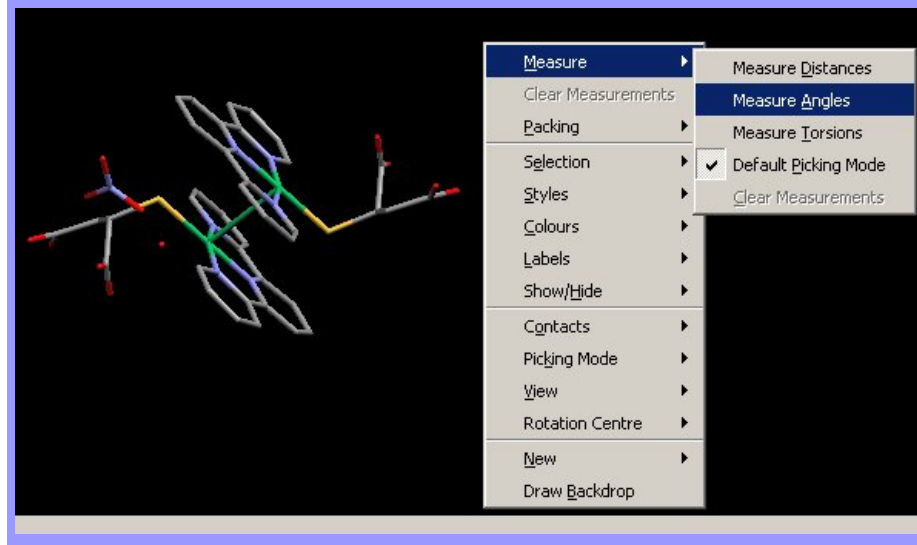 Measure
Clear Measurements
Packing
Selection
Styles
Colours
Labels
Show/Hide
Contacts
Picking Mode
View
Rotation Centre
New
Draw Backdrop
Measure Distances
Measure Angles
Measure Torsions
Default Picking Mode
Clear Measurements